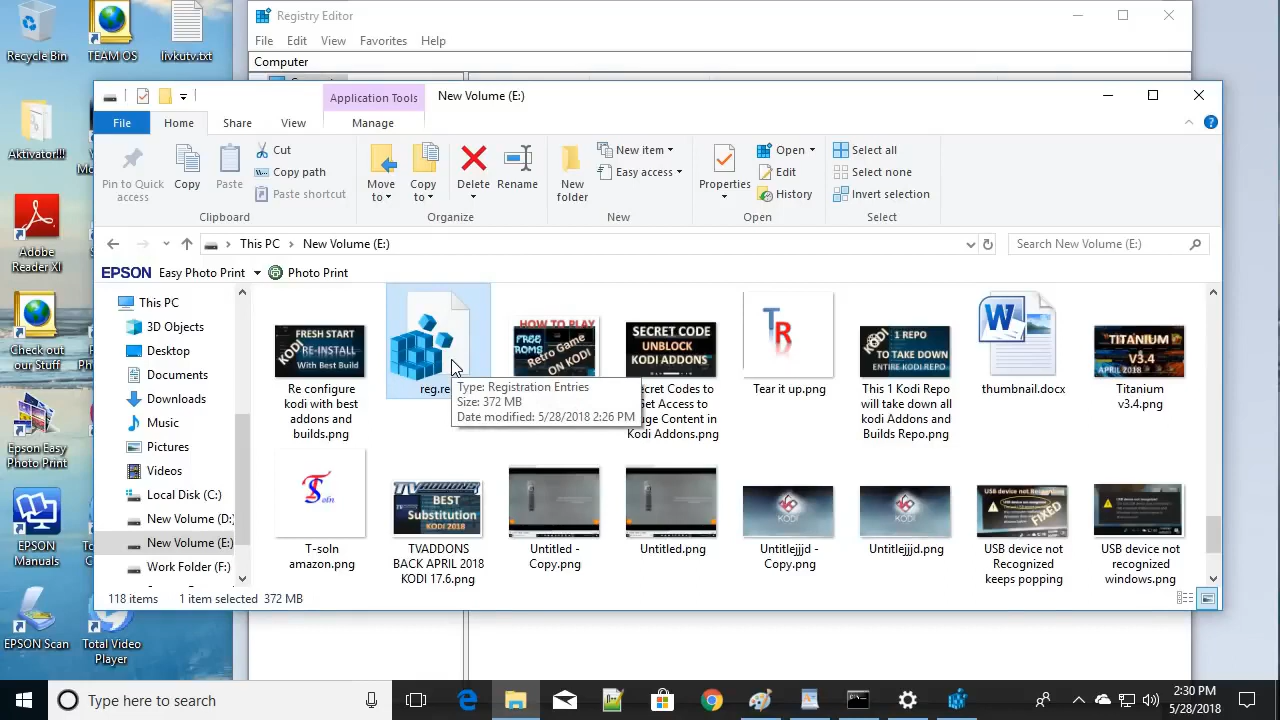 Recycle Bin
TEAM OS
livkutv.txt
Aktivator!!!
Adobe
Reader XI
Check out
our Stuff
Epson Easy
Photo Print
EPSON
Manuals
EPSON Scan
Total Video
Player
Registry Editor
File Edit View Favorites Help
Computer
Application Tools
New Volume (E:)
File Home Share View Manage
Pin to Quick
access
Copy
Paste
Cut
Copy path
Paste shortcut
Clipboard
Move
to
Copy
to
Delete
Rename
Organize
New
folder
New item
Easy access
New
Properties
Open
Edit
History
Open
Select all
Select none
Invert selection
Select
This PC
New Volume (E:)
Search New Volume (E:)
EPSON Easy Photo Print Photo Print
This PC
3D Objects
Desktop
Documents
Downloads
Music
Pictures
Videos
Local Disk (C:)
New Volume (D:)
New Volume (E:)
Work Folder (F:)
FRESH START
KODI
RE-INSTALL
With Best Build
Re configure
kodi with best
addons and
builds.png
reg.re
Type: Registration Entries
Size: 372 MB
Date modified: 5/28/2018 2:26 PM
HOW TO PLAY
FREE
ROMS
Retro Game
ON KODI
SECRET CODE
UNBLOCK
KODI ADDONS
Secret Codes to
Get Access to
Huge Content in
Kodi Addons.png
TR
Tear it up.png
1 REPO
KODI
TO TAKE DOWN
ENTIRE KODI
This 1 Kodi Repo
will take down all
kodi Addons and
Builds Repo.png
W
thumbnail.docx
TITANIUM
V3.4
APRIL 2018
Titanium
v3.4.png
TS
T-soln
amazon.png
TVADDONS
BEST
Substitution
KODI 2018
TVADDONS
BACK APRIL 2018
KODI 17.6.png
Untitled -
Copy.png
Untitled.png
KODI
Untitlejjjd -
Copy.png
KODI
Untitlejjjd.png
USB device not Recognized
FIXED
USB device not
Recognized
keeps popping
USB device not recognized
USB device not
recognized
windows.png
118 items 1 item selected 372 MB
Type here to search
2:30 PM
5/28/2018